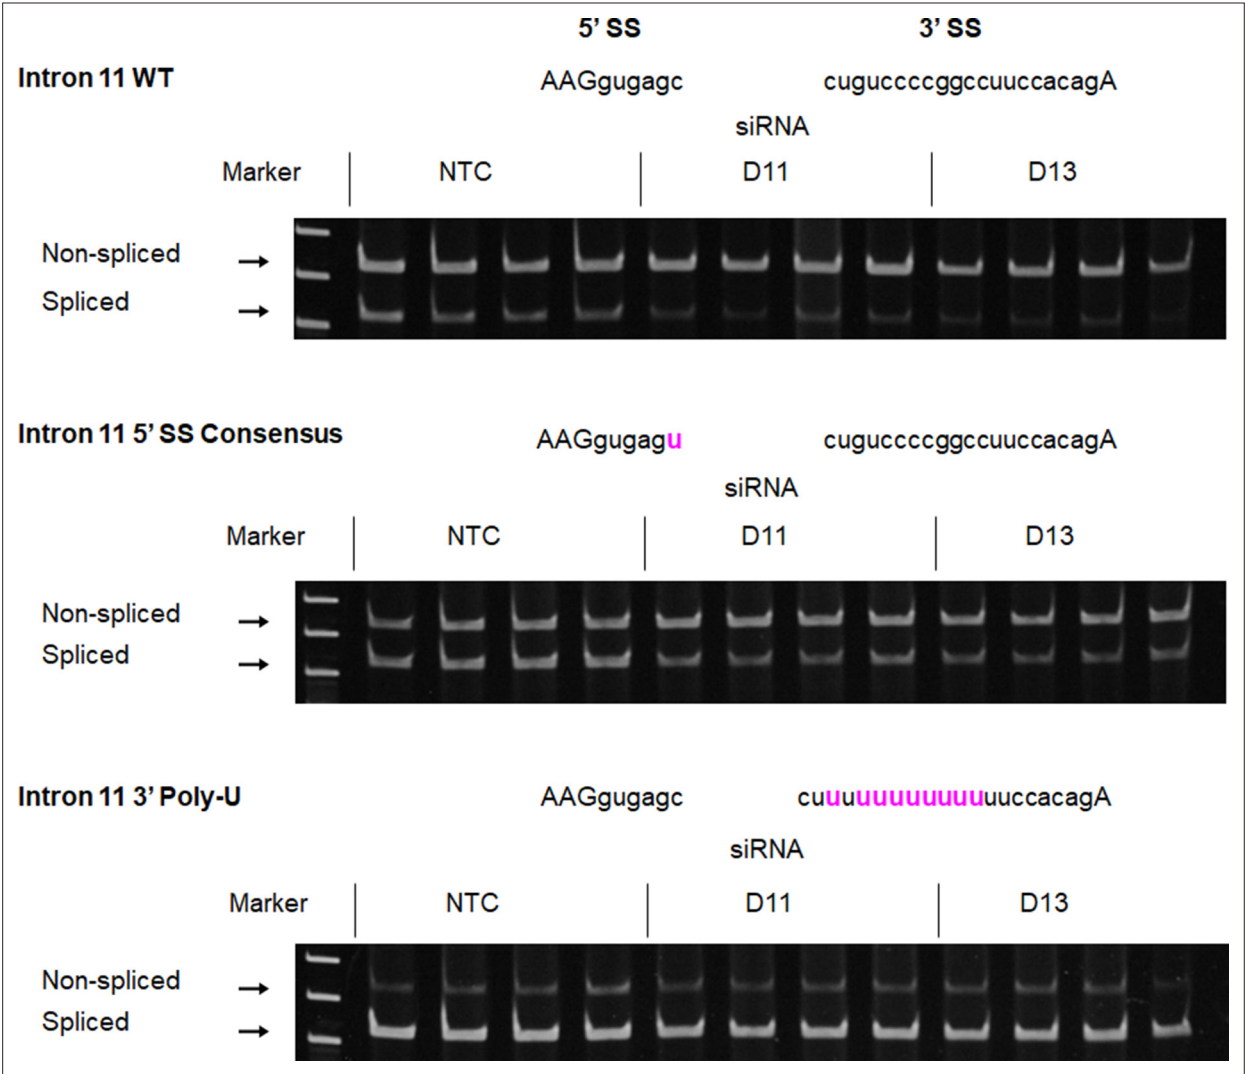 5’ SS 3’ SS
Intron 11 WT AAGgugagc cuguccccggccuuccacagA
siRNA
Marker NTC D11 D13
Non-spliced
Spliced
Intron 11 5’ SS Consensus AAGgugagu cuguccccggccuuccacagA
siRNA
Marker NTC D11 D13
Non-spliced
Spliced
Intron 11 3’ Poly-U AAGgugagc cuuuuuuuuuuuuuccacagA
siRNA
Marker NTC D11 D13
Non-spliced
Spliced